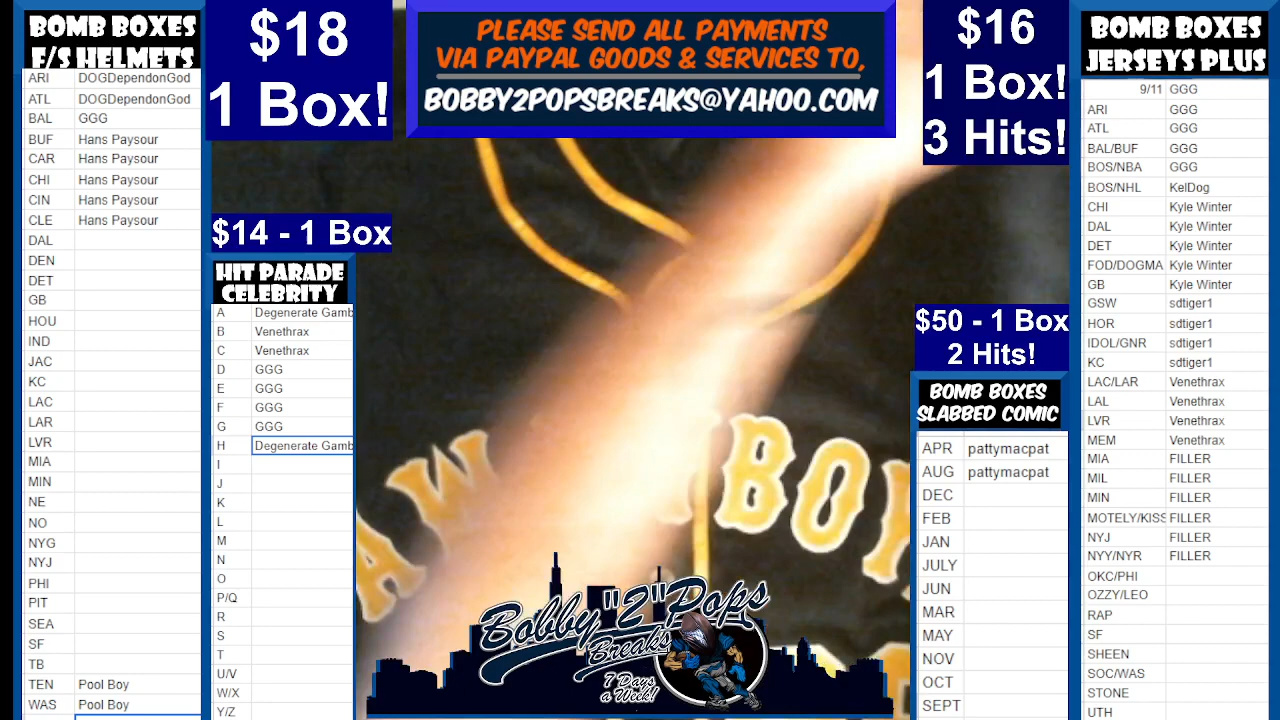 BOMB BOXES
F/S HELMETS
ARI DOGDependonGod
ATL DOGDependonGod
BAL GGG
BUF Hans Paysour
CAR Hans Paysour
CHI Hans Paysour
CIN Hans Paysour
CLE Hans Paysour
DAL
DEN
DET
GB
HOU
IND
JAC
KC
LAC
LAR
LVR
MIA
MIN
NE
NO
NYG
NYJ
PHI
PIT
SEA
SF
TB
TEN Pool Boy
WAS Pool Boy
$18
1 Box!
$14 - 1 Box
HIT PARADE
CELEBRITY
A Degenerate Gamb
B Venethrax
C Venethrax
D GGG
E GGG
F GGG
G GGG
H Degenerate Gamb
I
J
K
L
M
N
O
P/Q
R
S
T
U/V
W/X
Y/Z
PLEASE SEND ALL PAYMENTS
VIA PAYPAL GOODS & SERVICES TO,
BOBBY2POPSBREAKS@YAHOO.COM
AW BOY
Bobby "2" Pops
Breaks
7 Days
a Week!
$16
1 Box!
3 Hits!
$50 - 1 Box
2 Hits!
BOMB BOXES
SLABBED COMIC
APR pattymacpat
AUG pattymacpat
DEC
FEB
JAN
JULY
JUN
MAR
MAY
NOV
OCT
SEPT
BOMB BOXES
JERSEYS PLUS
9/11 GGG
ARI GGG
ATL GGG
BAL/BUF GGG
BOS/NBA GGG
BOS/NHL KelDog
CHI Kyle Winter
DAL Kyle Winter
DET Kyle Winter
FOD/DOGMA Kyle Winter
GB Kyle Winter
GSW sdtiger1
HOR sdtiger1
IDOL/GNR sdtiger1
KC sdtiger1
LAC/LAR Venethrax
LAL Venethrax
LVR Venethrax
MEM Venethrax
MIA FILLER
MIL FILLER
MIN FILLER
MOTELY/KISS FILLER
NYJ FILLER
NYY/NYR FILLER
OKC/PHI
OZZY/LEO
RAP
SF
SHEEN
SOC/WAS
STONE
UTH